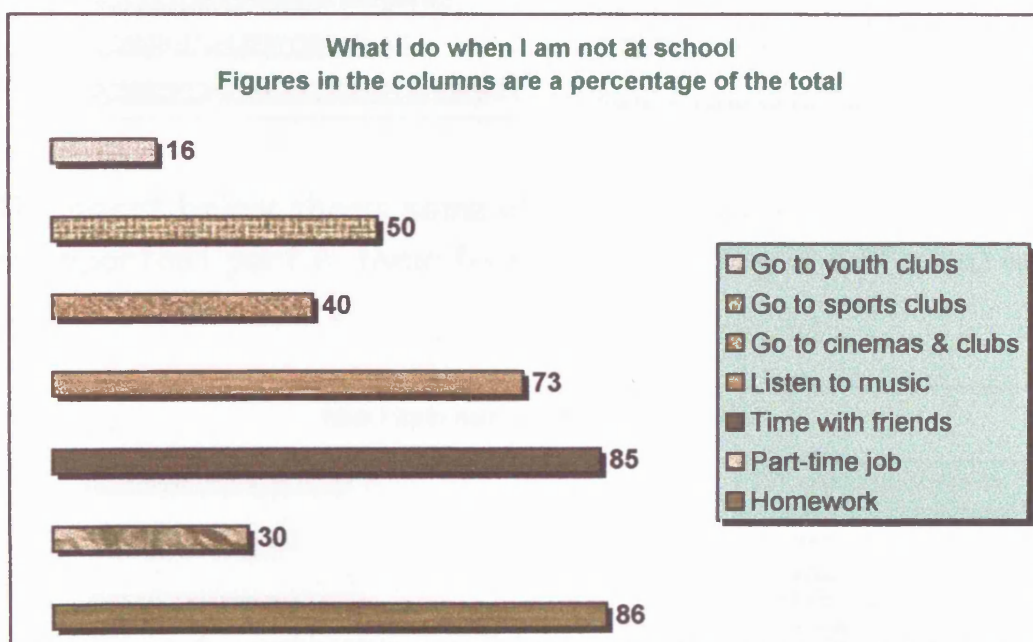 What I do when I am not at school
Figures in the columns are a percentage of the total
16
50
40
73
85
30
86
Go to youth clubs
Go to sports clubs
Go to cinemas & clubs
Listen to music
Time with friends
Part-time job
Homework